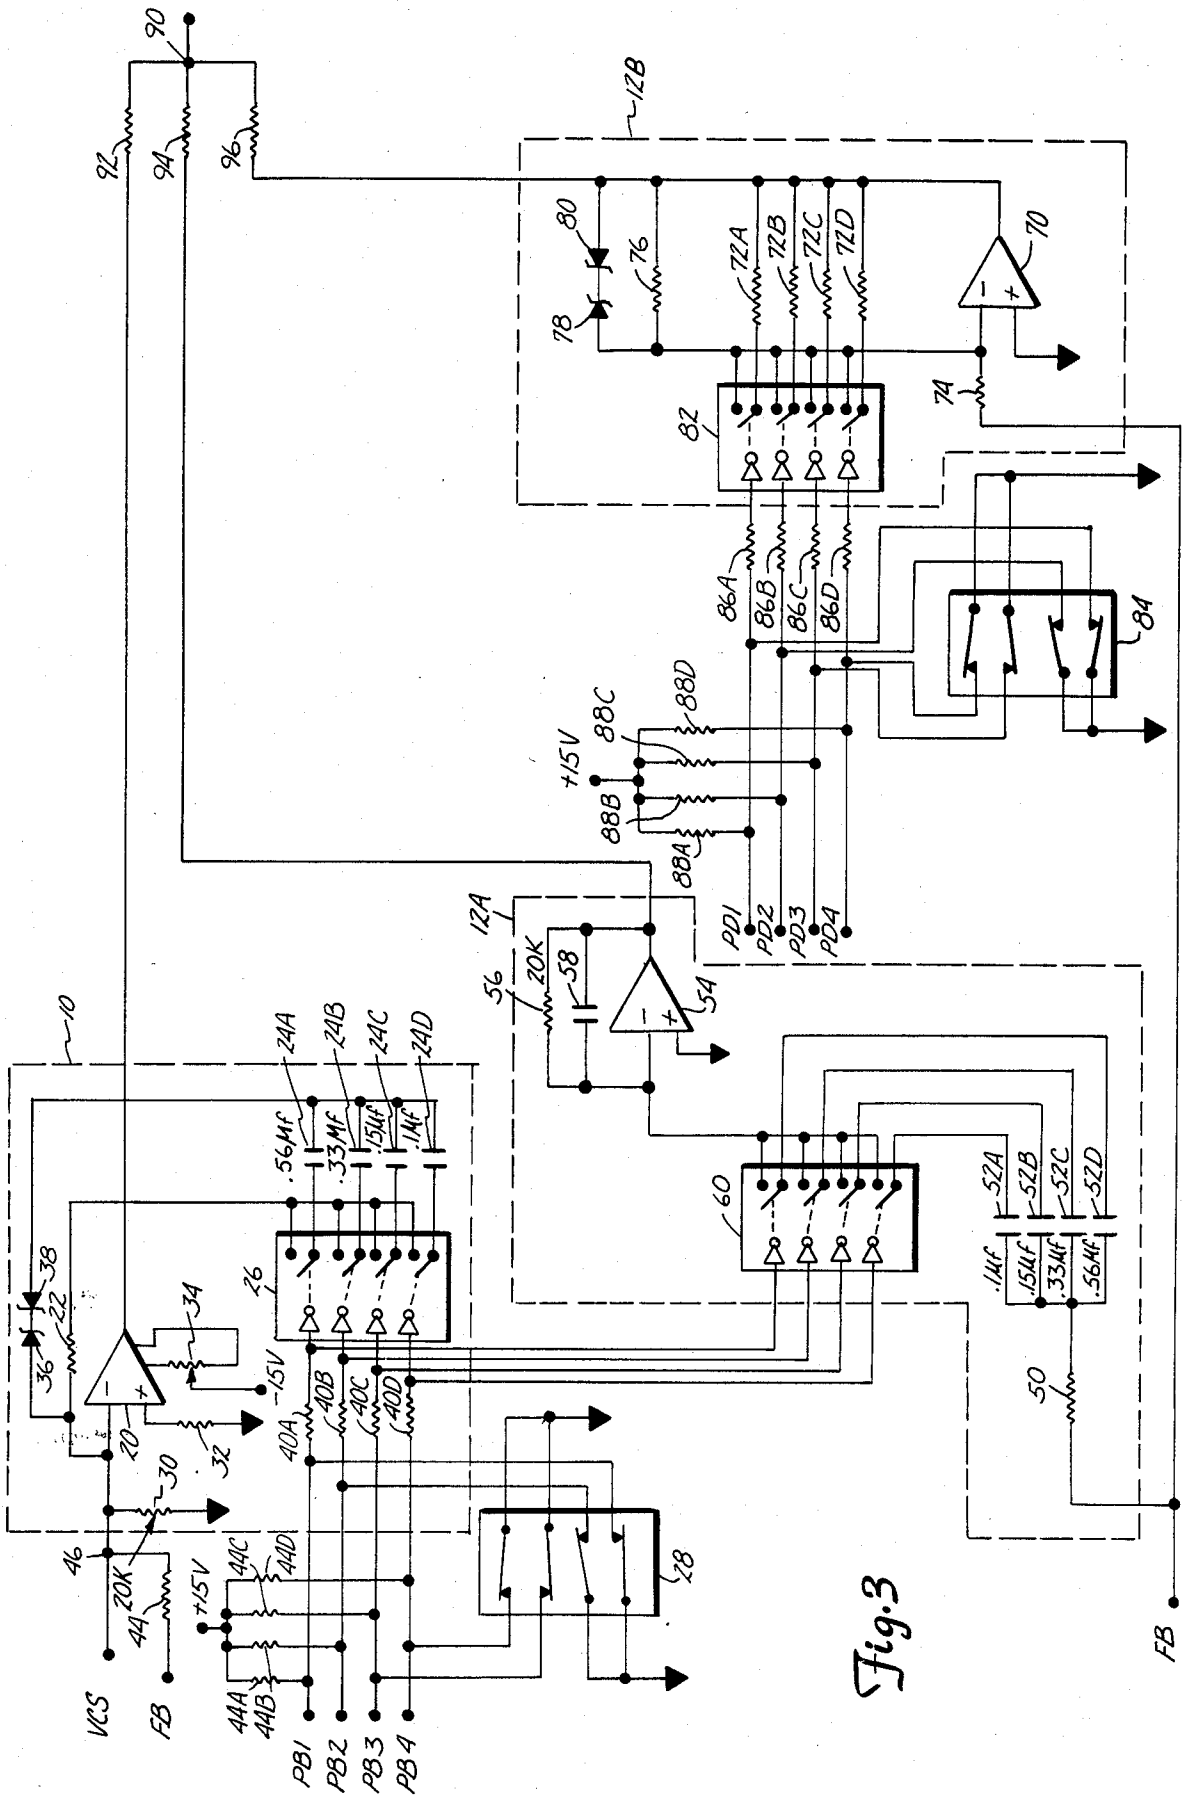 90
92
94
96
12B
80
78
76
72A
72B
72C
72D
70
74
82
86A
86B
86C
86D
84
+15V
88A
88B
88C
88D
PD1
PD2
PD3
PD4
12A
56
20K
58
54
60
52A
52B
52C
52D
.1µf
.15µf
.33µf
.56µf
50
FB
10
24A
24B
24C
24D
.56µf
.33µf
.15µf
.1µf
38
36
22
34
-15V
26
20
32
30
20K
46
44
40A
40B
40C
40D
+15V
44A
44B
44C
44D
28
VCS
FB
PB1
PB2
PB3
PB4
-
+
-
+
-
+
Fig.3